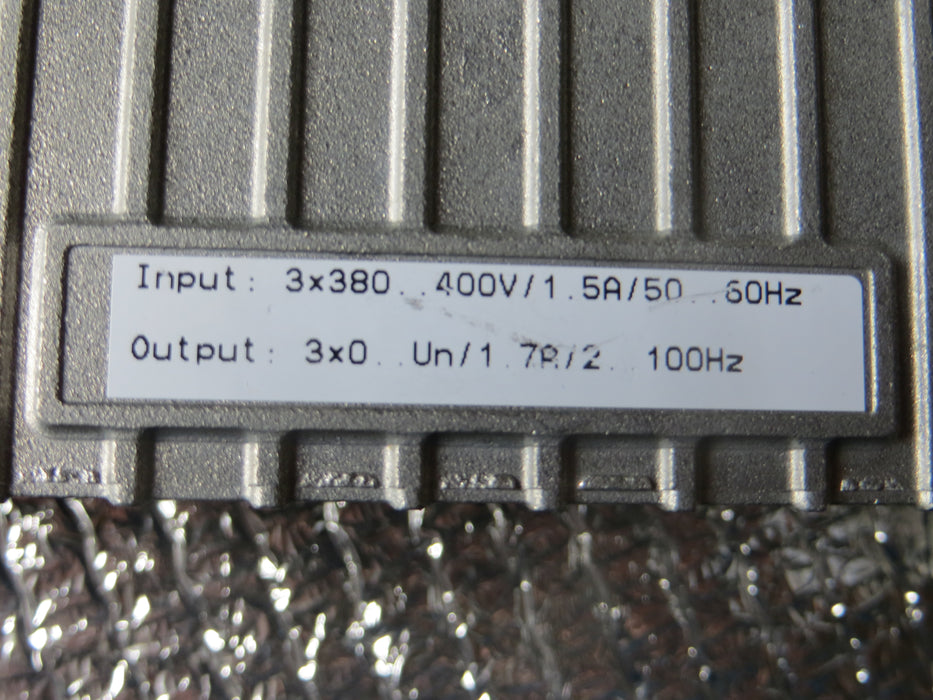 Input: 3x380..400V/1.5A/50..60Hz
Output: 3x0..Un/1.7A/2..100Hz